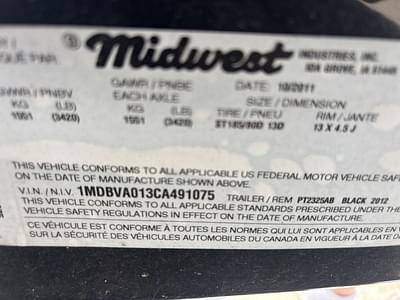 Midwest INDUSTRIES, INC.
IDA GROVE, IA 51445
GVWR / PNBV GAWR / PNBE DATE: 10/2011
EACH AXLE SIZE / DIMENSION
KG (LB) KG (LB) TIRE / PNEU RIM / JANTE
1551 (3420) 1551 (3420) ST185/80D 13D 13 X 4.5 J
THIS VEHICLE CONFORMS TO ALL APPLICABLE US FEDERAL MOTOR VEHICLE SAFE
ON THE DATE OF MANUFACTURE SHOWN ABOVE.
V.I.N. / N.I.V. 1MDBVA013CA491075 TRAILER / REM PT2325AB BLACK 2012
THIS VEHICLE CONFORMS TO ALL APPLICABLE STANDARDS PRESCRIBED
SAFETY REGULATIONS IN EFFECT ON THE DATE OF MANUFACTURE.
CE VÉHICULE EST CONFORME À TOUTES LES NORMES QUI LUI SONT APPLICABLES EN V
SUR LA SÉCURITÉ DES VÉHICULES AUTOMOBILES DU CANADA EN VIGUEUR À LA DATE D